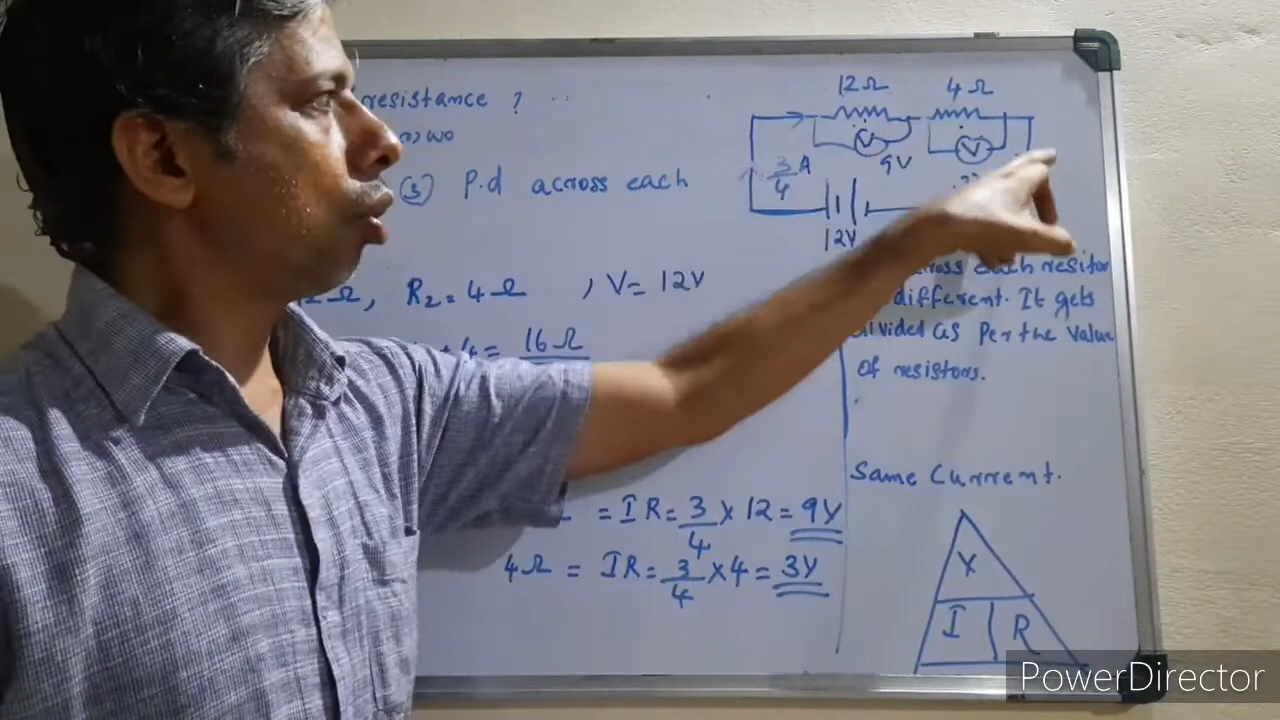 resistance ?
③ P.d across each
Ω, R₂ = 4Ω , V = 12V
4 = 16Ω
= IR = 3/4 × 12 = 9V
4Ω = IR = 3/4 × 4 = 3V
12Ω 4Ω
V V
9V
3/4 A
12V
across each resitor
different. It gets
divided as per the value
of resistors.
Same Current.
V
I R
PowerDirector